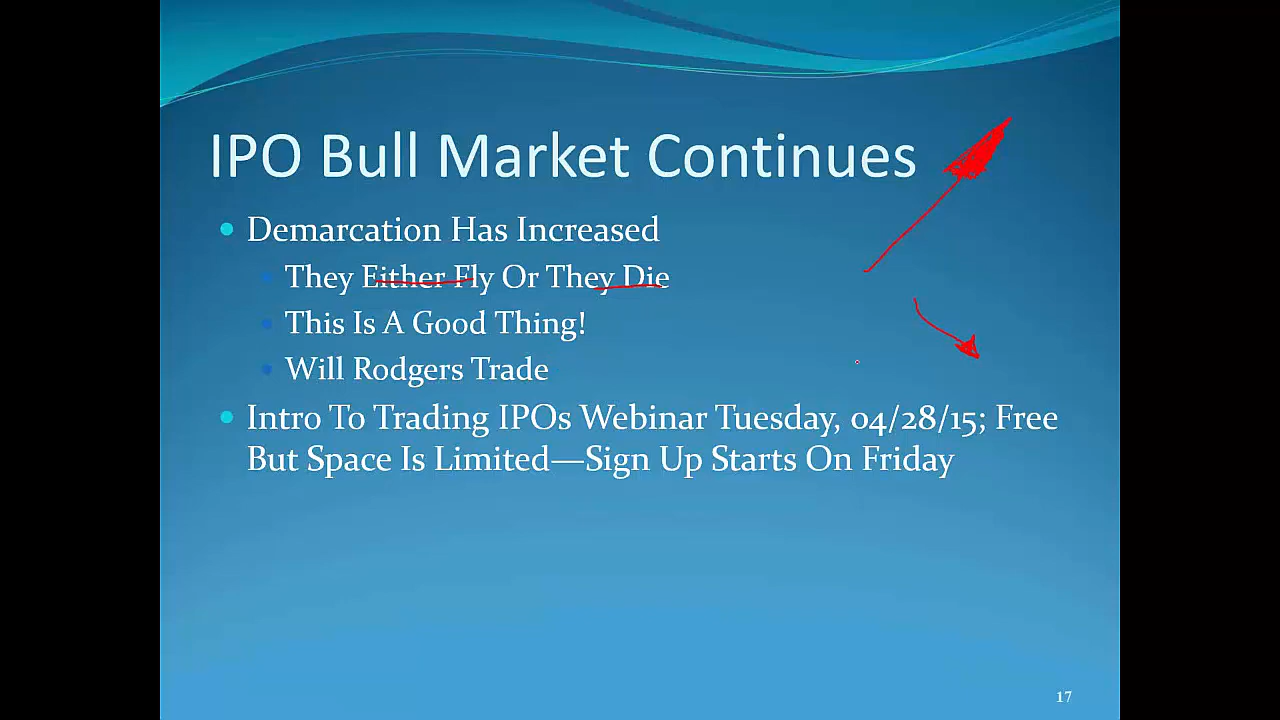 IPO Bull Market Continues
Demarcation Has Increased
They Either Fly Or They Die
This Is A Good Thing!
Will Rodgers Trade
Intro To Trading IPOs Webinar Tuesday, 04/28/15; Free
But Space Is Limited—Sign Up Starts On Friday
17